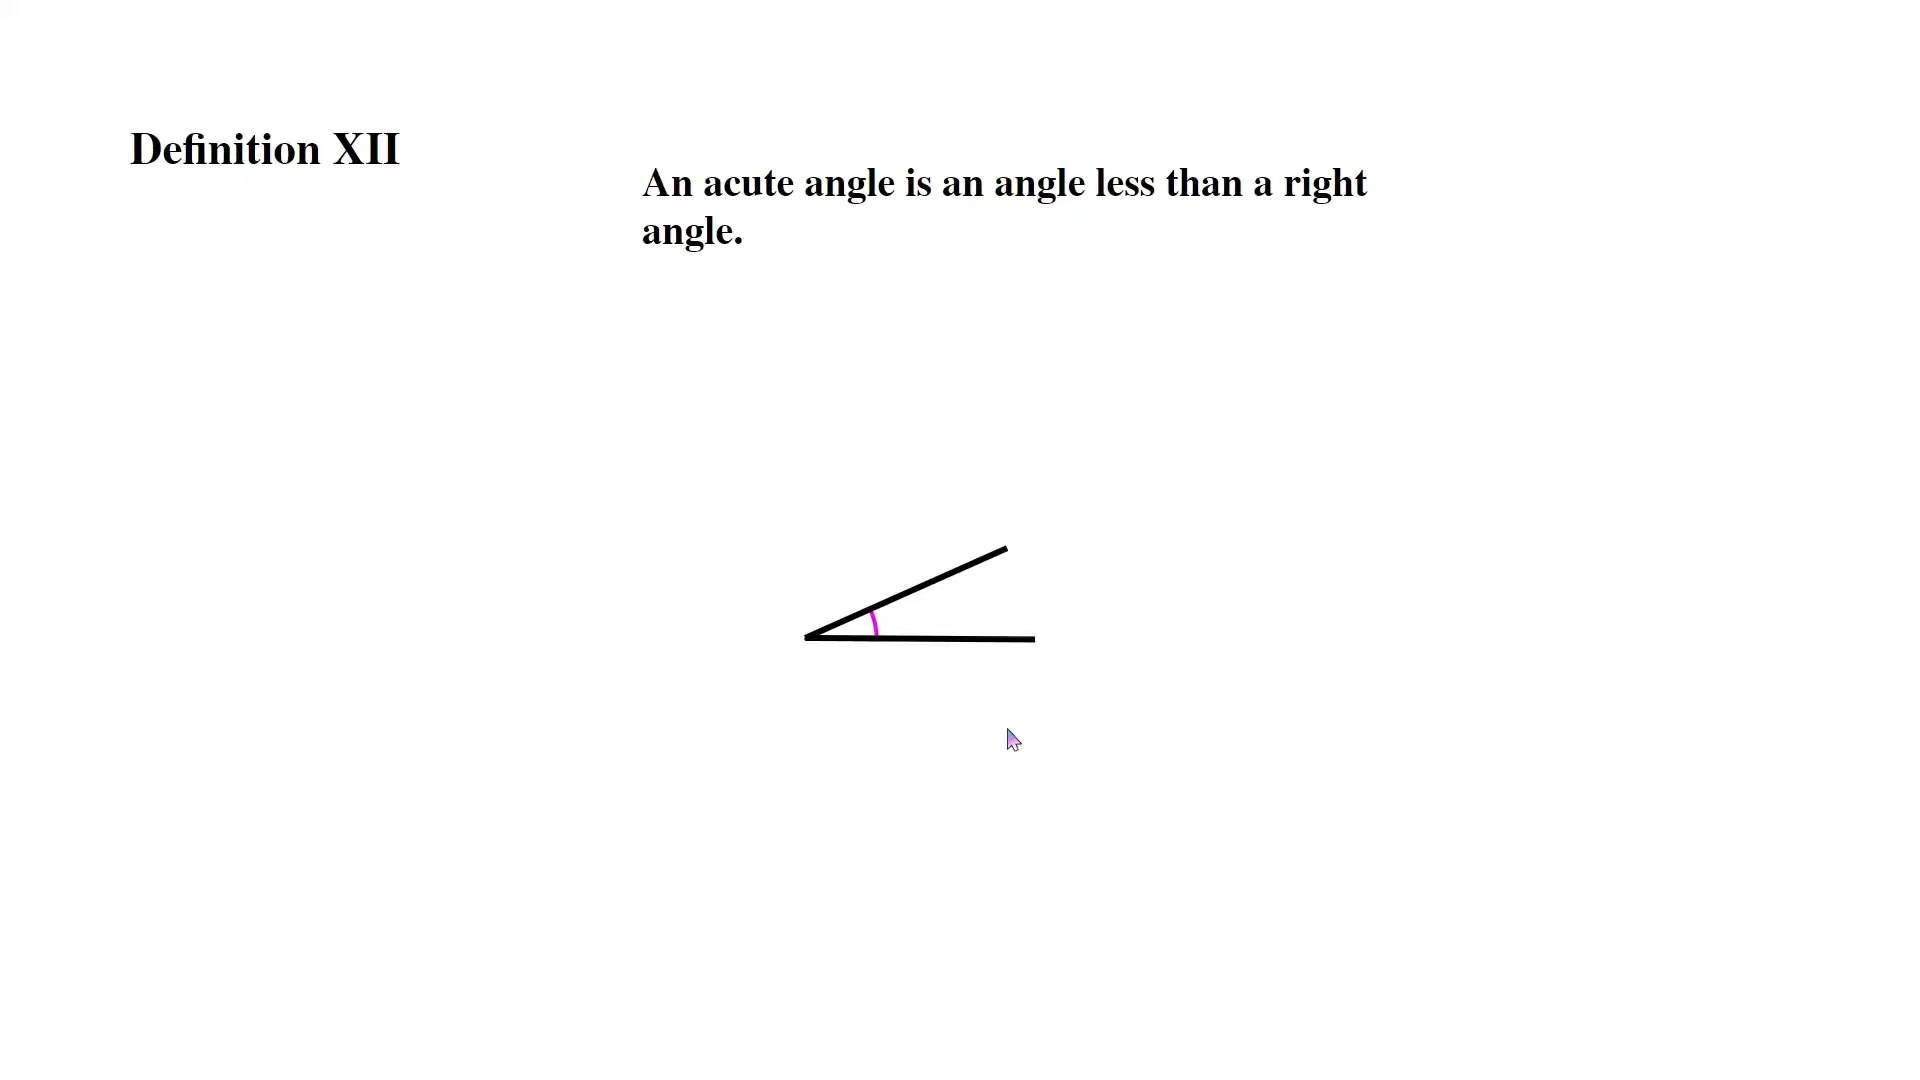 Definition XII
An acute angle is an angle less than a right
angle.